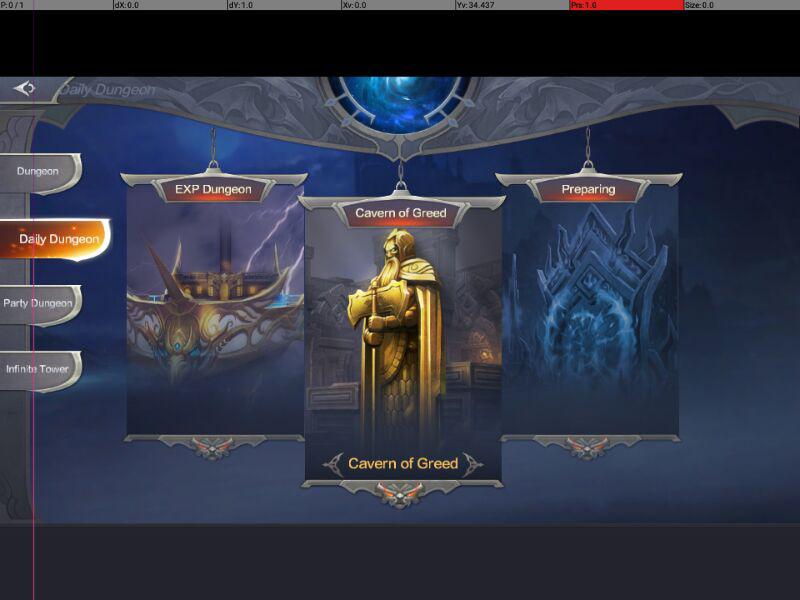 P: 0 / 1
dX: 0.0
dY: 1.0
Xv: 0.0
Yv: 34.437
Prs: 1.0
Size: 0.0
Daily Dungeon
Dungeon
Daily Dungeon
Party Dungeon
Infinite Tower
EXP Dungeon
Cavern of Greed
Preparing
Cavern of Greed